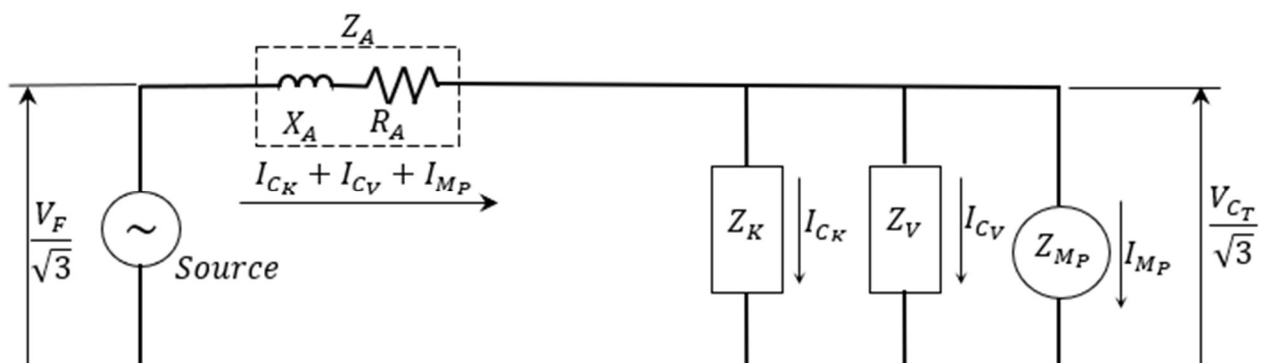 Z_A
X_A R_A
I_{C_K} + I_{C_V} + I_{M_P}
V_F/√3
~
Source
Z_K
I_{C_K}
Z_V
I_{C_V}
Z_{M_P}
I_{M_P}
V_{C_T}/√3